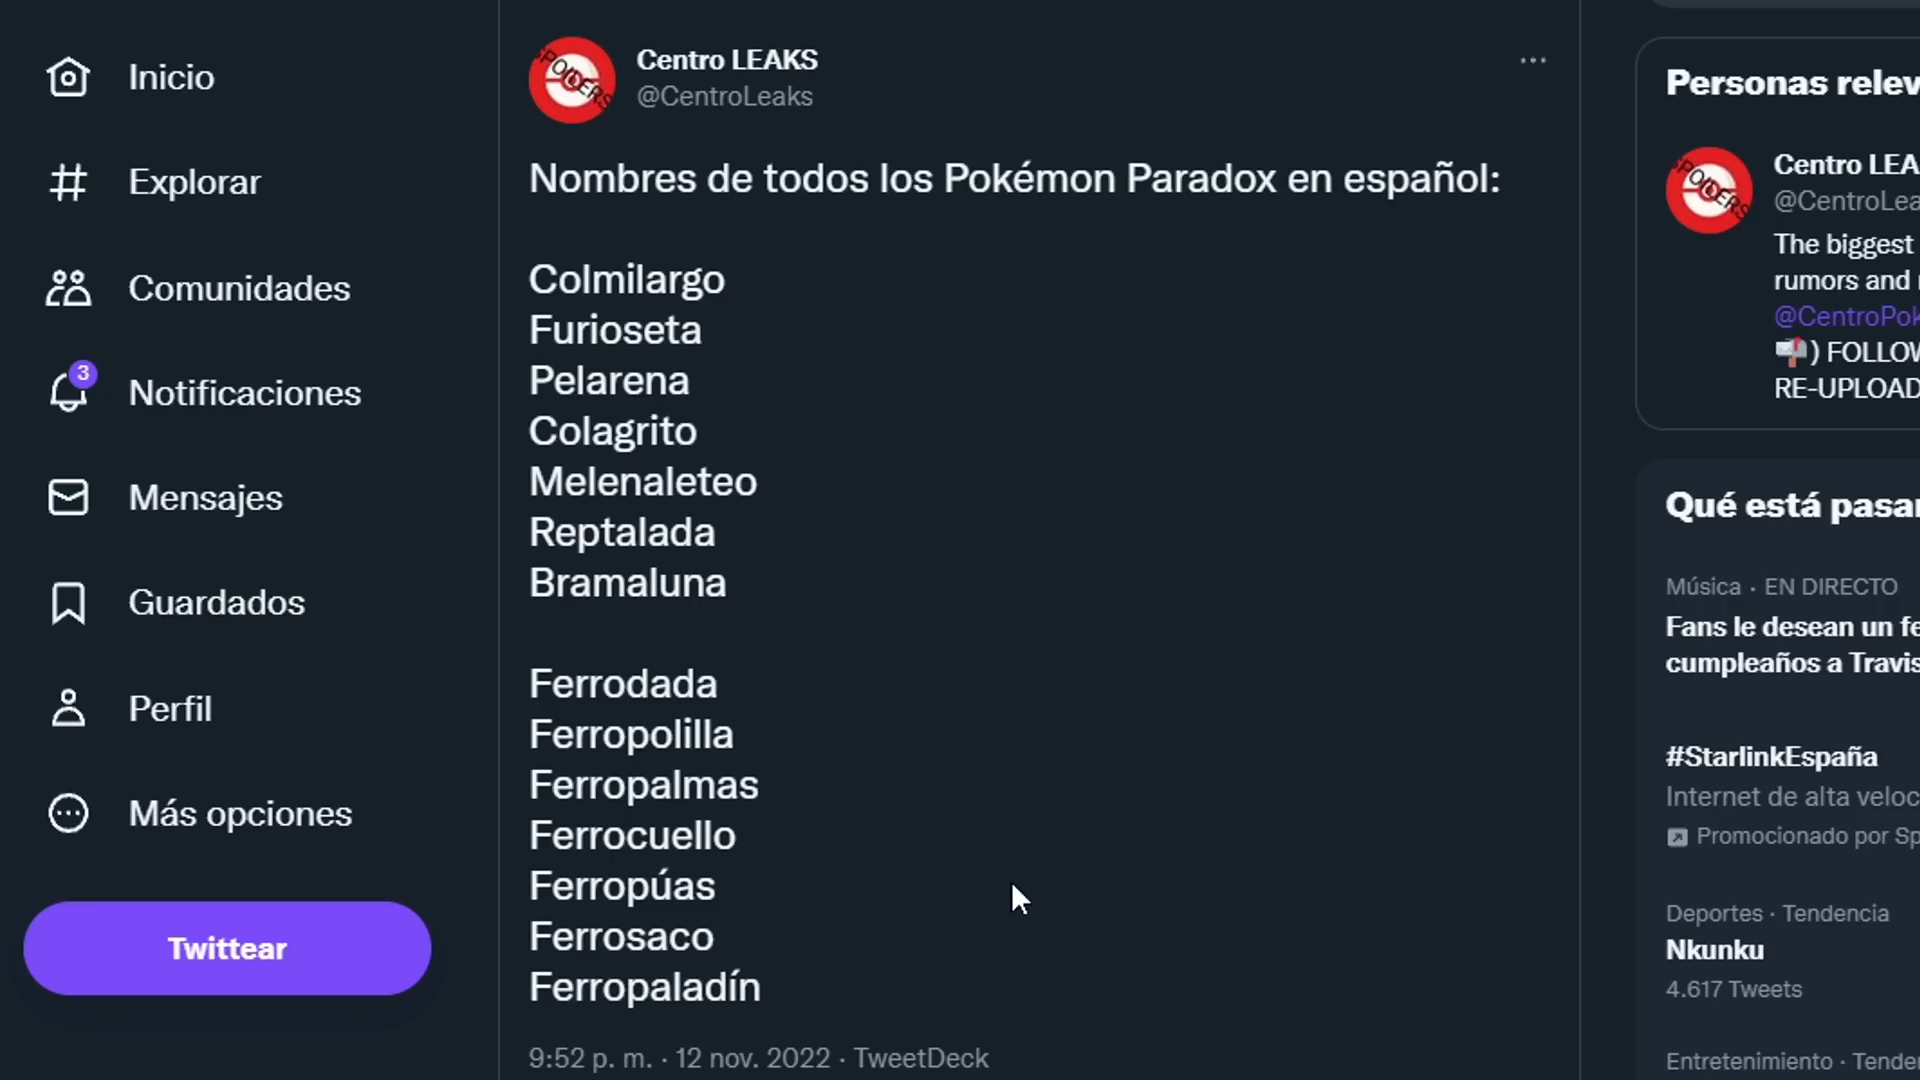 Inicio
Explorar
Comunidades
3
Notificaciones
Mensajes
Guardados
Perfil
Más opciones
Twittear
SPOILERS
Centro LEAKS
@CentroLeaks
Nombres de todos los Pokémon Paradox en español:
Colmilargo
Furioseta
Pelarena
Colagrito
Melenaleteo
Reptalada
Bramaluna
Ferrodada
Ferropolilla
Ferropalmas
Ferrocuello
Ferropúas
Ferrosaco
Ferropaladín
9:52 p. m. · 12 nov. 2022 · TweetDeck
Personas relev
SPOILERS
Centro LEA
@CentroLea
The biggest
rumors and
@CentroPok
) FOLLOW
RE-UPLOAD
Qué está pasar
Música · EN DIRECTO
Fans le desean un fe
cumpleaños a Travis
#StarlinkEspaña
Internet de alta veloc
Promocionado por Sp
Deportes · Tendencia
Nkunku
4.617 Tweets
Entretenimiento · Tender